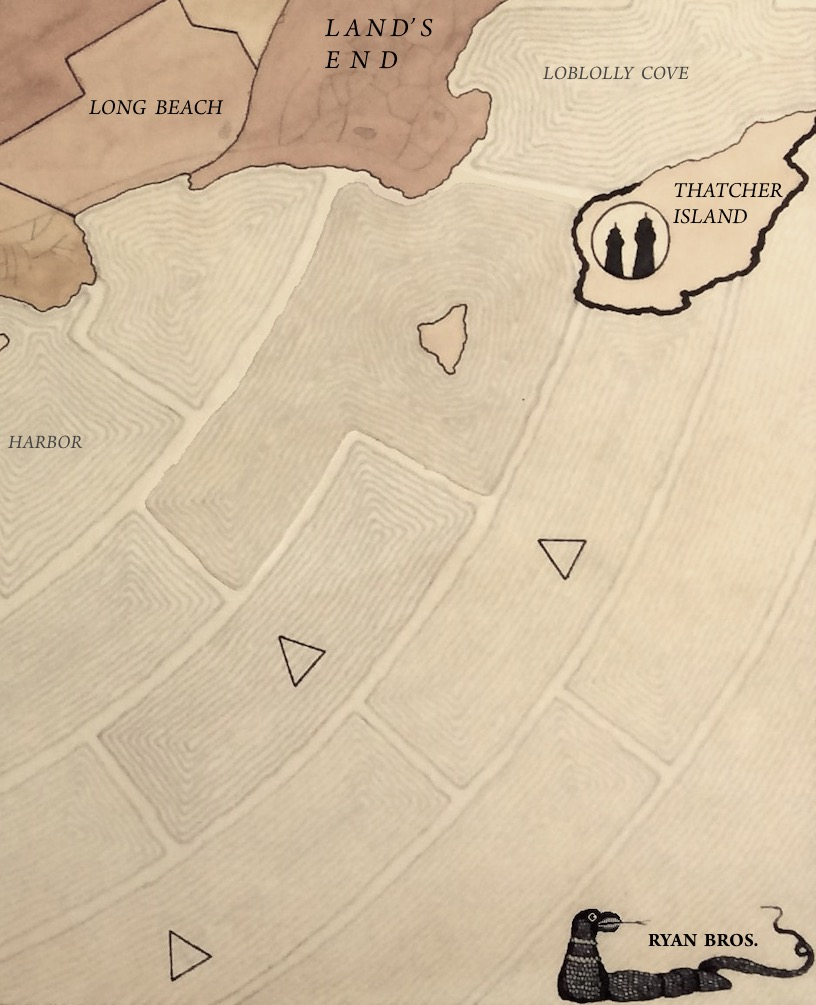 LAND'S
END
LOBLOLLY COVE
LONG BEACH
THATCHER
ISLAND
HARBOR
RYAN BROS.